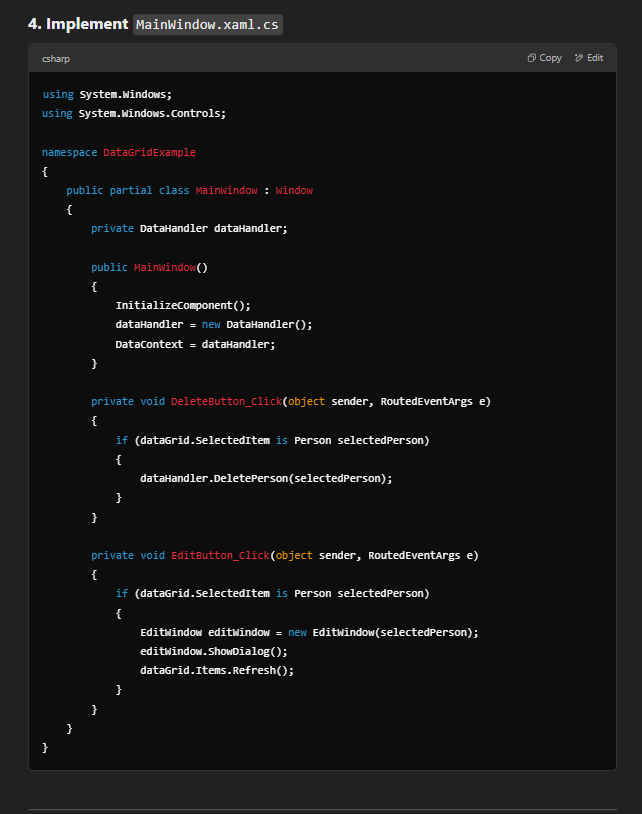 4. Implement MainWindow.xaml.cs
csharp
Copy
Edit
using System.Windows;
using System.Windows.Controls;

namespace DataGridExample
{
    public partial class MainWindow : Window
    {
        private DataHandler dataHandler;

        public MainWindow()
        {
            InitializeComponent();
            dataHandler = new DataHandler();
            DataContext = dataHandler;
        }

        private void DeleteButton_Click(object sender, RoutedEventArgs e)
        {
            if (dataGrid.SelectedItem is Person selectedPerson)
            {
                dataHandler.DeletePerson(selectedPerson);
            }
        }

        private void EditButton_Click(object sender, RoutedEventArgs e)
        {
            if (dataGrid.SelectedItem is Person selectedPerson)
            {
                EditWindow editWindow = new EditWindow(selectedPerson);
                editWindow.ShowDialog();
                dataGrid.Items.Refresh();
            }
        }
    }
}